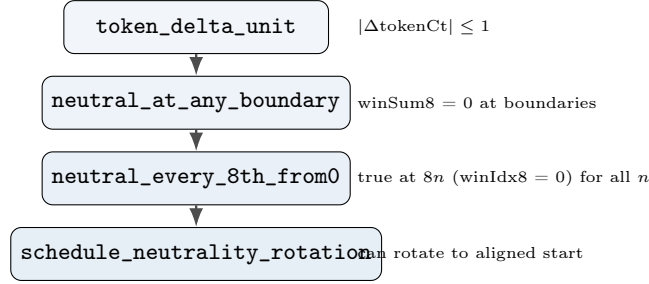 token_delta_unit |ΔtokenCt| ≤ 1
neutral_at_any_boundary winSum8 = 0 at boundaries
neutral_every_8th_from0 true at 8n (winIdx8 = 0) for all n
schedule_neutrality_rotation can rotate to aligned start